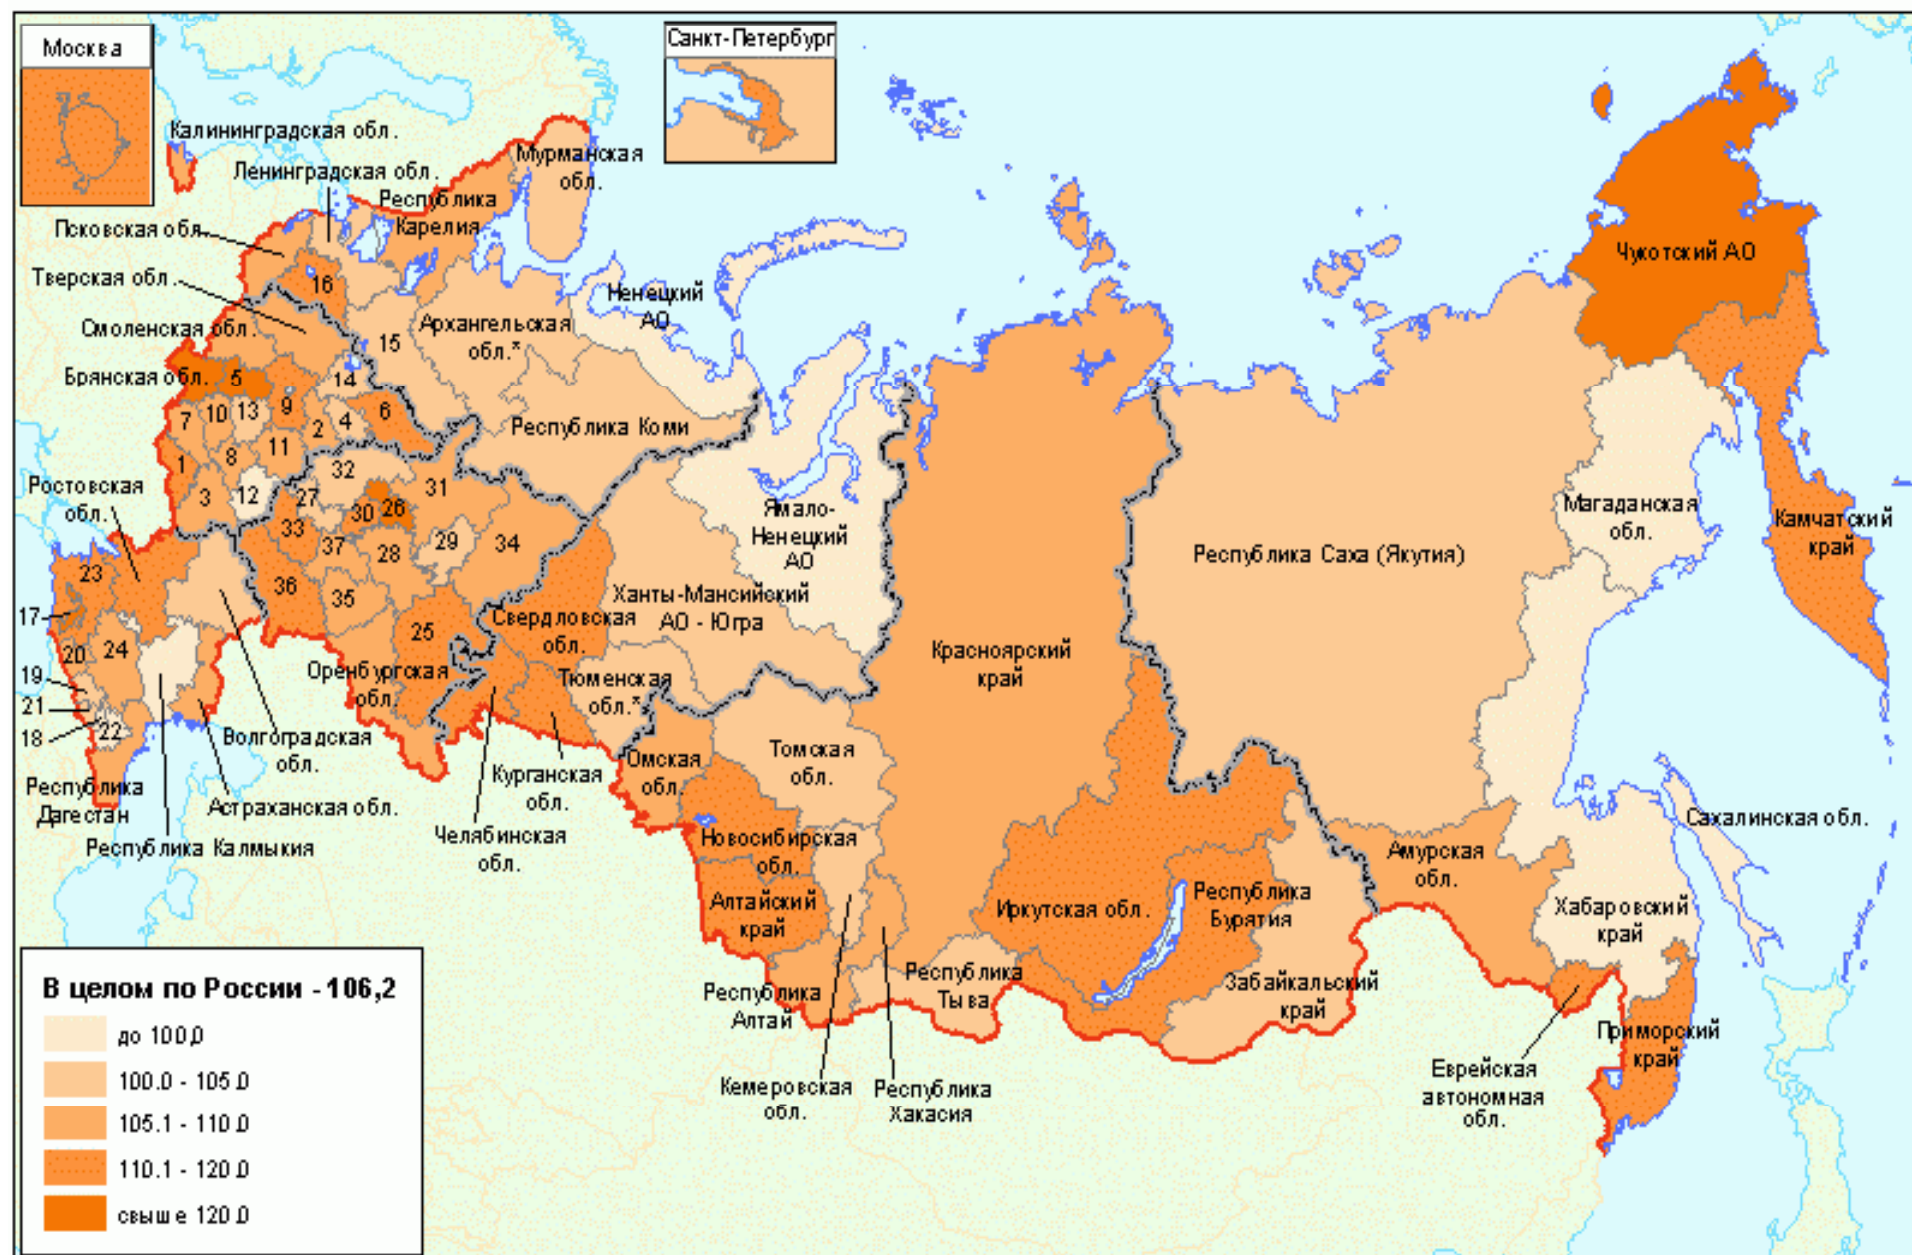 Москва
Санкт-Петербург
Калининградская обл.
Ленинградская обл.
Мурманская
обл.
Республика
Карелия
Псковская обл.
Тверская обл.
Смоленская обл.
Брянская обл.
16
15
Архангельская
обл.*
Ненецкий
АО
Чукотский АО
5
14
7
10
13
9
2
4
6
1
8
11
3
12
Республика Коми
Ростовская
обл.
32
27
31
33
30
26
37
28
29
34
36
35
25
23
17
20
24
19
21
18
22
Ямало-
Ненецкий
АО
Ханты-Мансийский
АО - Югра
Свердловская
обл.
Тюменская
обл.*
Оренбургская
обл.
Красноярский
край
Республика Саха (Якутия)
Магаданская
обл.
Камчатский
край
Волгоградская
обл.
Астраханская обл.
Республика
Дагестан
Республика Калмыкия
Курганская
обл.
Челябинская
обл.
Омская
обл.
Томская
обл.
Новосибирская
обл.
Алтайский
край
Республика
Алтай
Кемеровская
обл.
Республика
Хакасия
Республика
Тыва
Иркутская обл.
Республика
Бурятия
Забайкальский
край
Амурская
обл.
Сахалинская обл.
Хабаровский
край
Приморский
край
Еврейская
автономная
обл.
В целом по России - 106,2
до 100,0
100.0 - 105.0
105.1 - 110.0
110.1 - 120.0
свыше 120.0